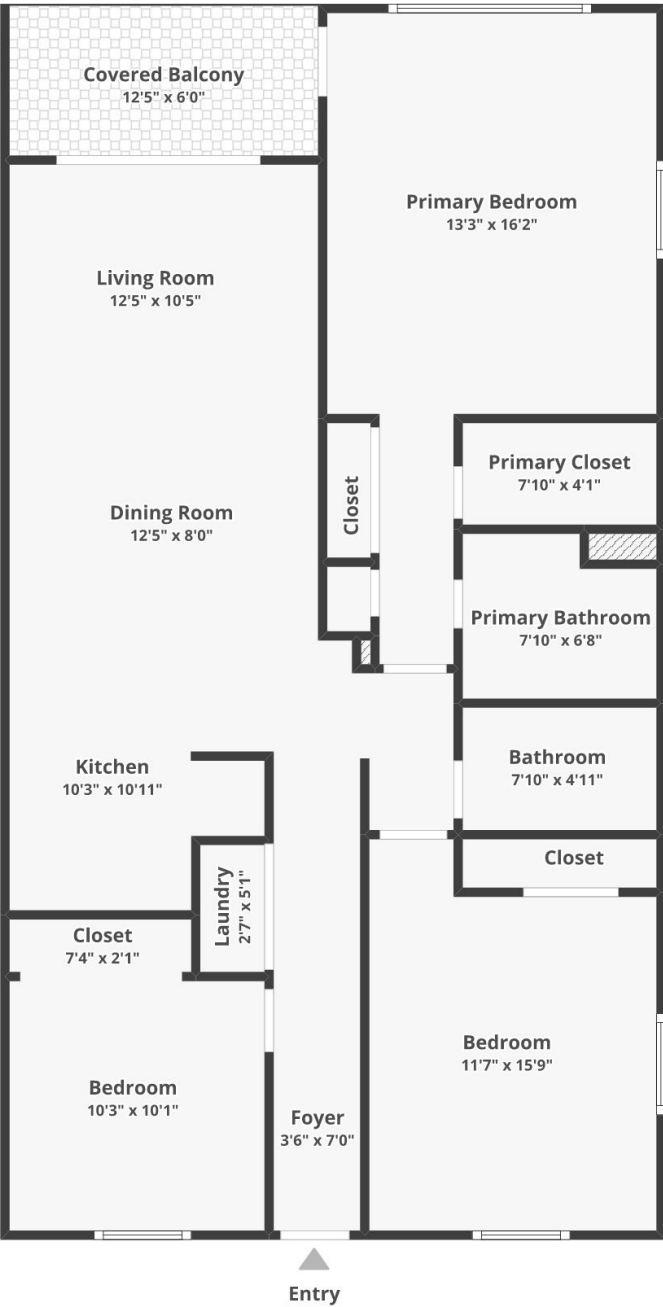 Covered Balcony
12'5" x 6'0"
Primary Bedroom
13'3" x 16'2"
Living Room
12'5" x 10'5"
Closet
Primary Closet
7'10" x 4'1"
Dining Room
12'5" x 8'0"
Primary Bathroom
7'10" x 6'8"
Kitchen
10'3" x 10'11"
Bathroom
7'10" x 4'11"
Closet
Laundry
2'7" x 5'1"
Closet
7'4" x 2'1"
Bedroom
11'7" x 15'9"
Bedroom
10'3" x 10'1"
Foyer
3'6" x 7'0"
Entry